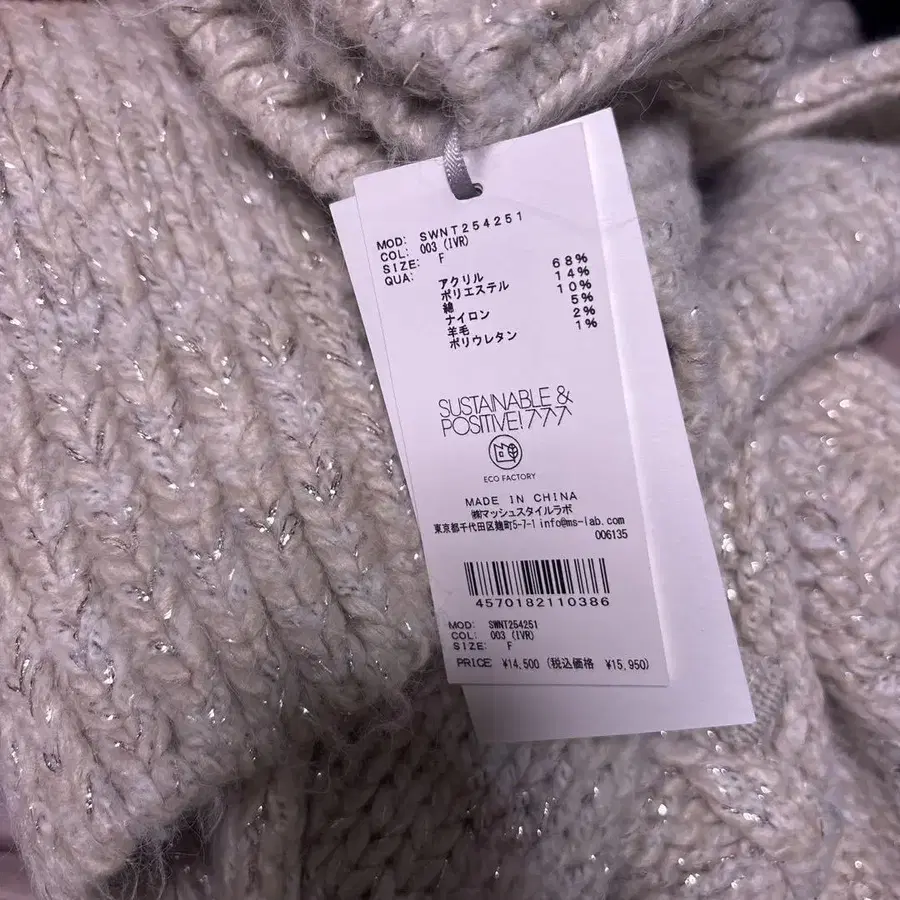 MOD: SWNT254251
COL: 003 (IVR)
SIZE: F
QUA:
アクリル 68%
ポリエステル 14%
綿 10%
ナイロン 5%
羊毛 2%
ポリウレタン 1%
SUSTAINABLE &
POSITIVE! 777
ECO FACTORY
MADE IN CHINA
㈱マッシュスタイルラボ
東京都千代田区麹町5-7-1 info@ms-lab.com
006135
4570182110386
MOD: SWNT254251
COL: 003 (IVR)
SIZE: F
PRICE ¥14,500 (税込価格 ¥15,950)